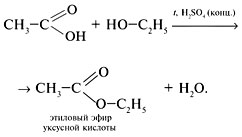 CH₃—C O OH + HO—C₂H₅ t, H₂SO₄ (конц.)
→ CH₃—C O O—C₂H₅ + H₂O.
этиловый эфир
уксусной кислоты